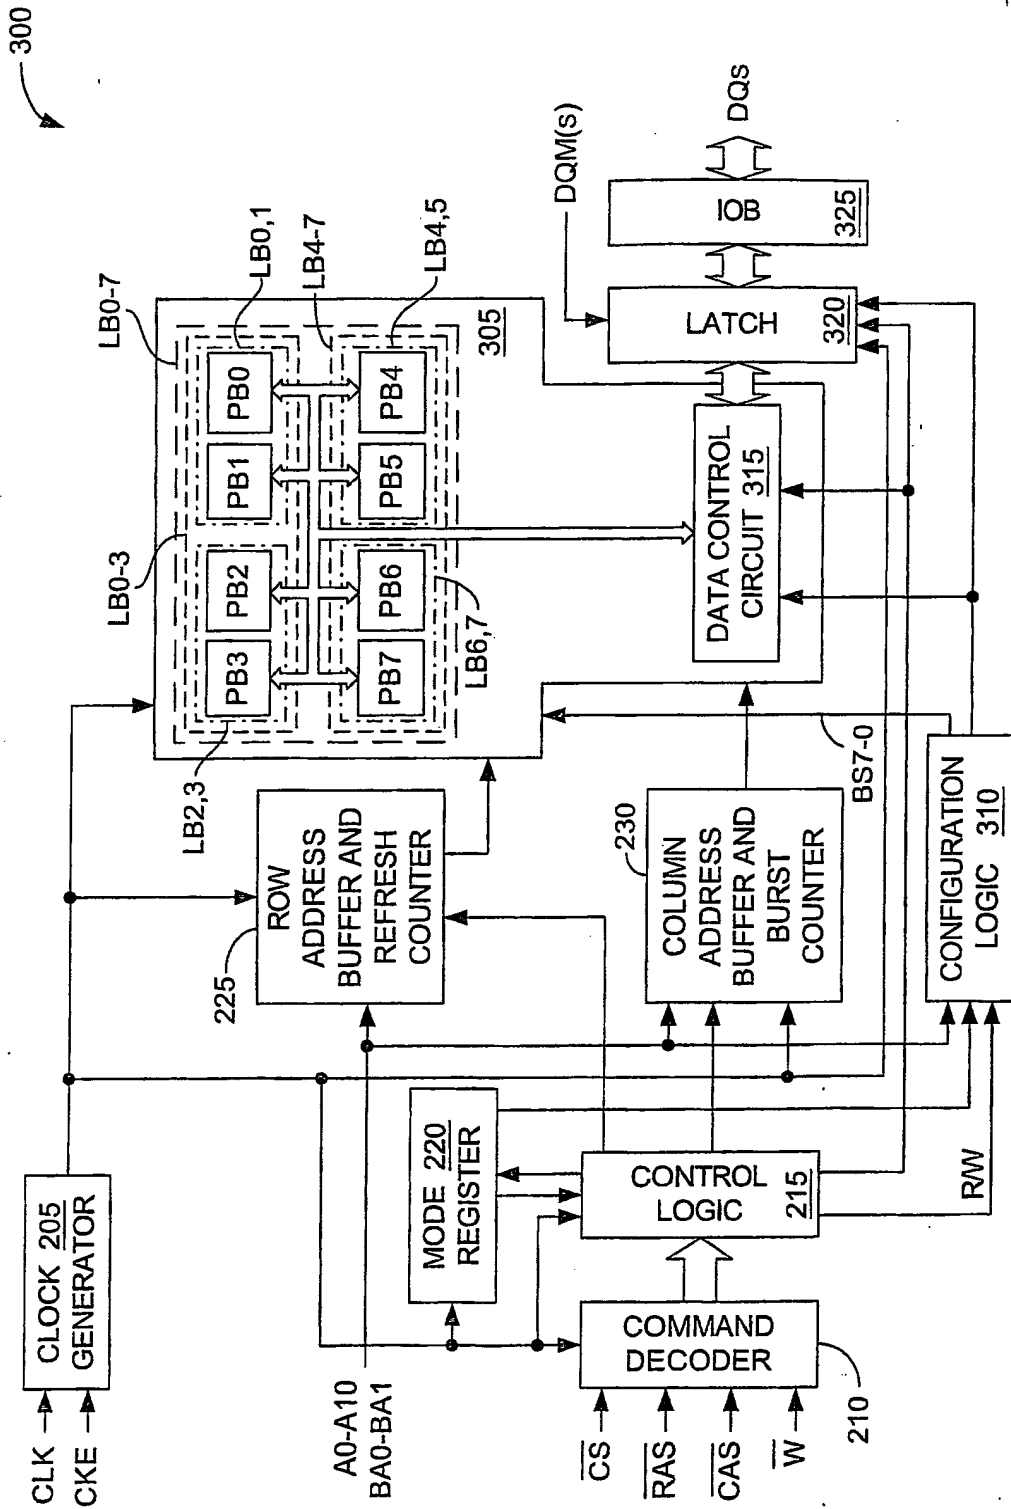 300
CLK
CKE
CLOCK 205
GENERATOR
A0-A10
BA0-BA1
CS
RAS
CAS
W
COMMAND
DECODER
210
MODE 220
REGISTER
CONTROL
LOGIC
215
R/W
225
ROW
ADDRESS
BUFFER AND
REFRESH
COUNTER
230
COLUMN
ADDRESS
BUFFER AND
BURST
COUNTER
CONFIGURATION
LOGIC 310
BS7-0
LB0-7
LB0-3
LB0,1
LB2,3
LB4-7
LB4,5
LB6,7
PB3
PB2
PB1
PB0
PB7
PB6
PB5
PB4
305
DATA CONTROL
CIRCUIT 315
DQM(s)
LATCH
320
IOB
325
DQs